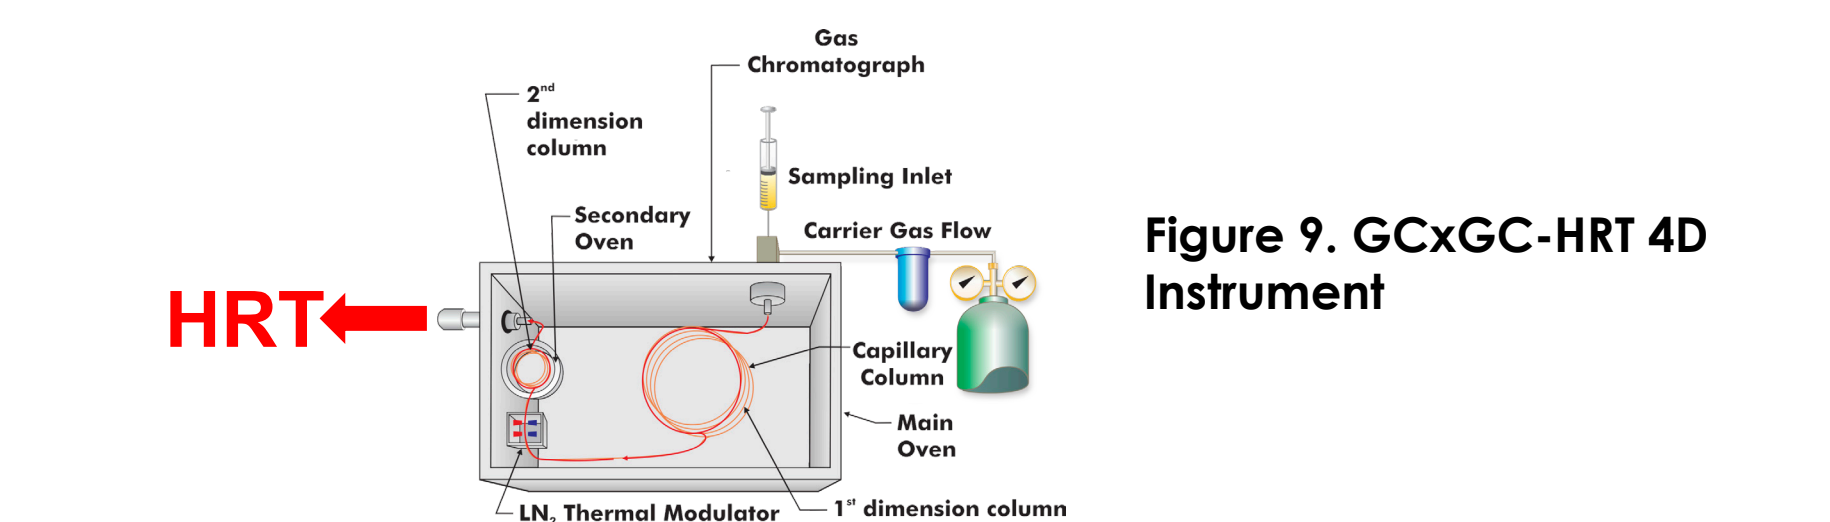 Gas
Chromatograph
2nd
dimension
column
Sampling Inlet
Secondary
Oven
Carrier Gas Flow
HRT
Capillary
Column
Main
Oven
LN2 Thermal Modulator
1st dimension column
Figure 9. GCxGC-HRT 4D
Instrument